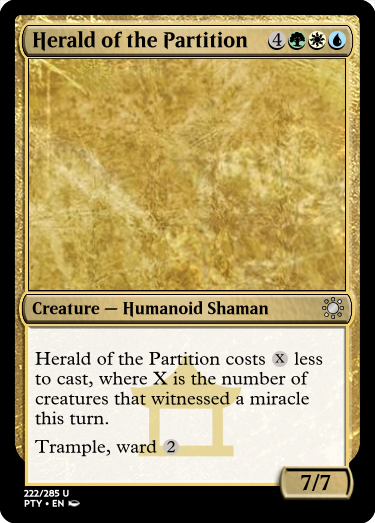 Herald of the Partition 4
Creature — Humanoid Shaman
Herald of the Partition costs X less
to cast, where X is the number of
creatures that witnessed a miracle
this turn.
Trample, ward 2
7/7
222/285 U
PTY • EN